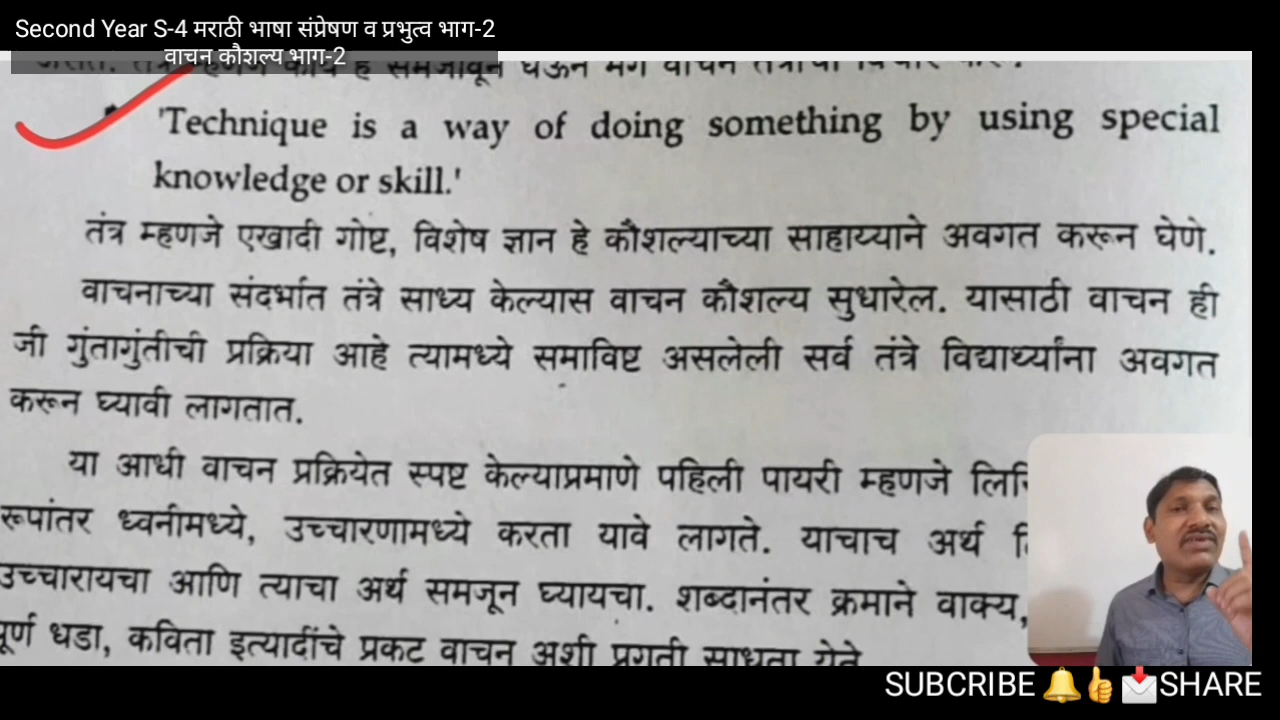 Second Year S-4 मराठी भाषा संप्रेषण व प्रभुत्व भाग-2
वाचन कौशल्य भाग-2
'Technique is a way of doing something by using special
knowledge or skill.'
तंत्र म्हणजे एखादी गोष्ट, विशेष ज्ञान हे कौशल्याच्या साहाय्याने अवगत करून घेणे.
वाचनाच्या संदर्भात तंत्रे साध्य केल्यास वाचन कौशल्य सुधारेल. यासाठी वाचन ही
जी गुंतागुंतीची प्रक्रिया आहे त्यामध्ये समाविष्ट असलेली सर्व तंत्रे विद्यार्थ्यांना अवगत
करून घ्यावी लागतात.
या आधी वाचन प्रक्रियेत स्पष्ट केल्याप्रमाणे पहिली पायरी म्हणजे
रूपांतर ध्वनीमध्ये, उच्चारणामध्ये करता यावे लागते. याचाच अर्थ
उच्चारायचा आणि त्याचा अर्थ समजून घ्यायचा. शब्दानंतर क्रमाने वाक्य,
पूर्ण धडा, कविता इत्यादींचे प्रकट वाचन अशी प्रगती साधता येते
SUBCRIBE 🔔👍 📩SHARE